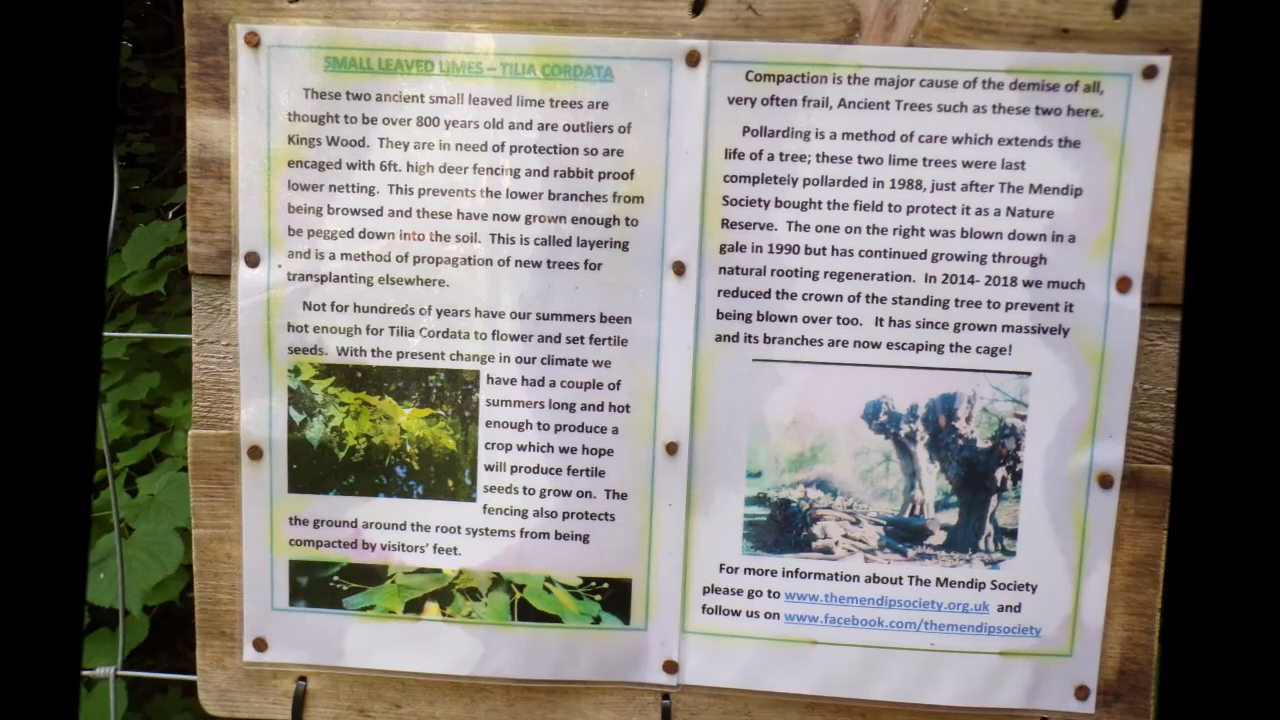 SMALL LEAVED LIMES – TILIA CORDATA
These two ancient small leaved lime trees are
thought to be over 800 years old and are outliers of
Kings Wood. They are in need of protection so are
encaged with 6ft. high deer fencing and rabbit proof
lower netting. This prevents the lower branches from
being browsed and these have now grown enough to
be pegged down into the soil. This is called layering
and is a method of propagation of new trees for
transplanting elsewhere.
Not for hundreds of years have our summers been
hot enough for Tilia Cordata to flower and set fertile
seeds. With the present change in our climate we
have had a couple of
summers long and hot
enough to produce a
crop which we hope
will produce fertile
seeds to grow on. The
fencing also protects
the ground around the root systems from being
compacted by visitors' feet.
Compaction is the major cause of the demise of all,
very often frail, Ancient Trees such as these two here.
Pollarding is a method of care which extends the
life of a tree; these two lime trees were last
completely pollarded in 1988, just after The Mendip
Society bought the field to protect it as a Nature
Reserve. The one on the right was blown down in a
gale in 1990 but has continued growing through
natural rooting regeneration. In 2014- 2018 we much
reduced the crown of the standing tree to prevent it
being blown over too. It has since grown massively
and its branches are now escaping the cage!
For more information about The Mendip Society
please go to www.themendipsociety.org.uk and
follow us on www.facebook.com/themendipsociety